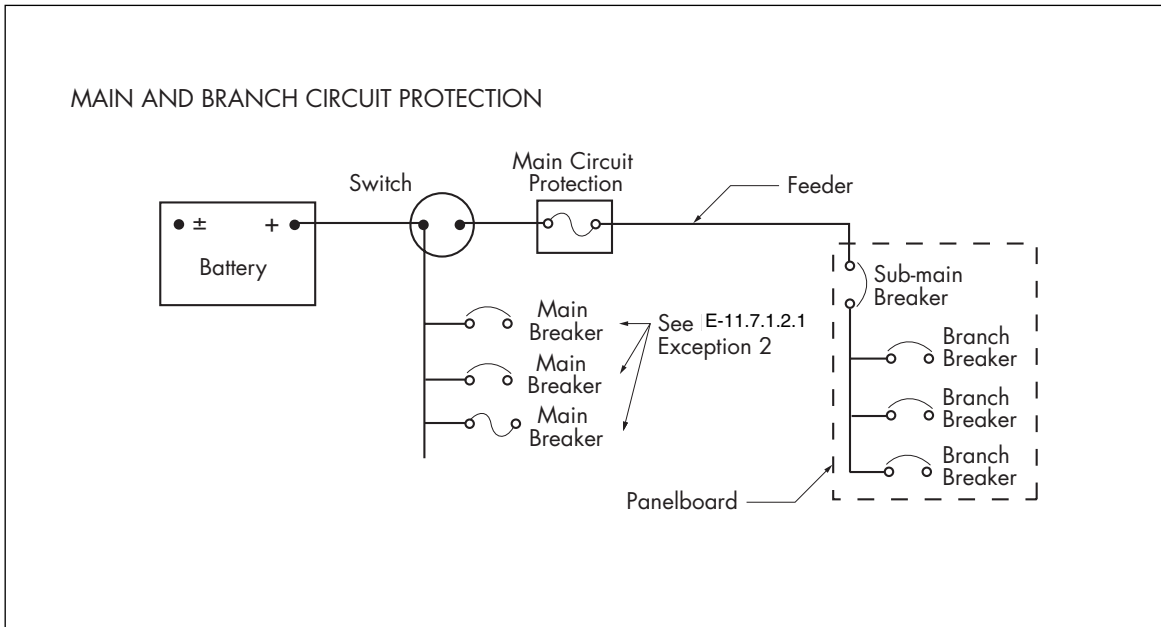 MAIN AND BRANCH CIRCUIT PROTECTION
Main Circuit
Protection
Switch
Feeder
± +
Battery
Sub-main
Breaker
Main
Breaker
See E-11.7.1.2.1
Exception 2
Main
Breaker
Main
Breaker
Branch
Breaker
Branch
Breaker
Branch
Breaker
Panelboard